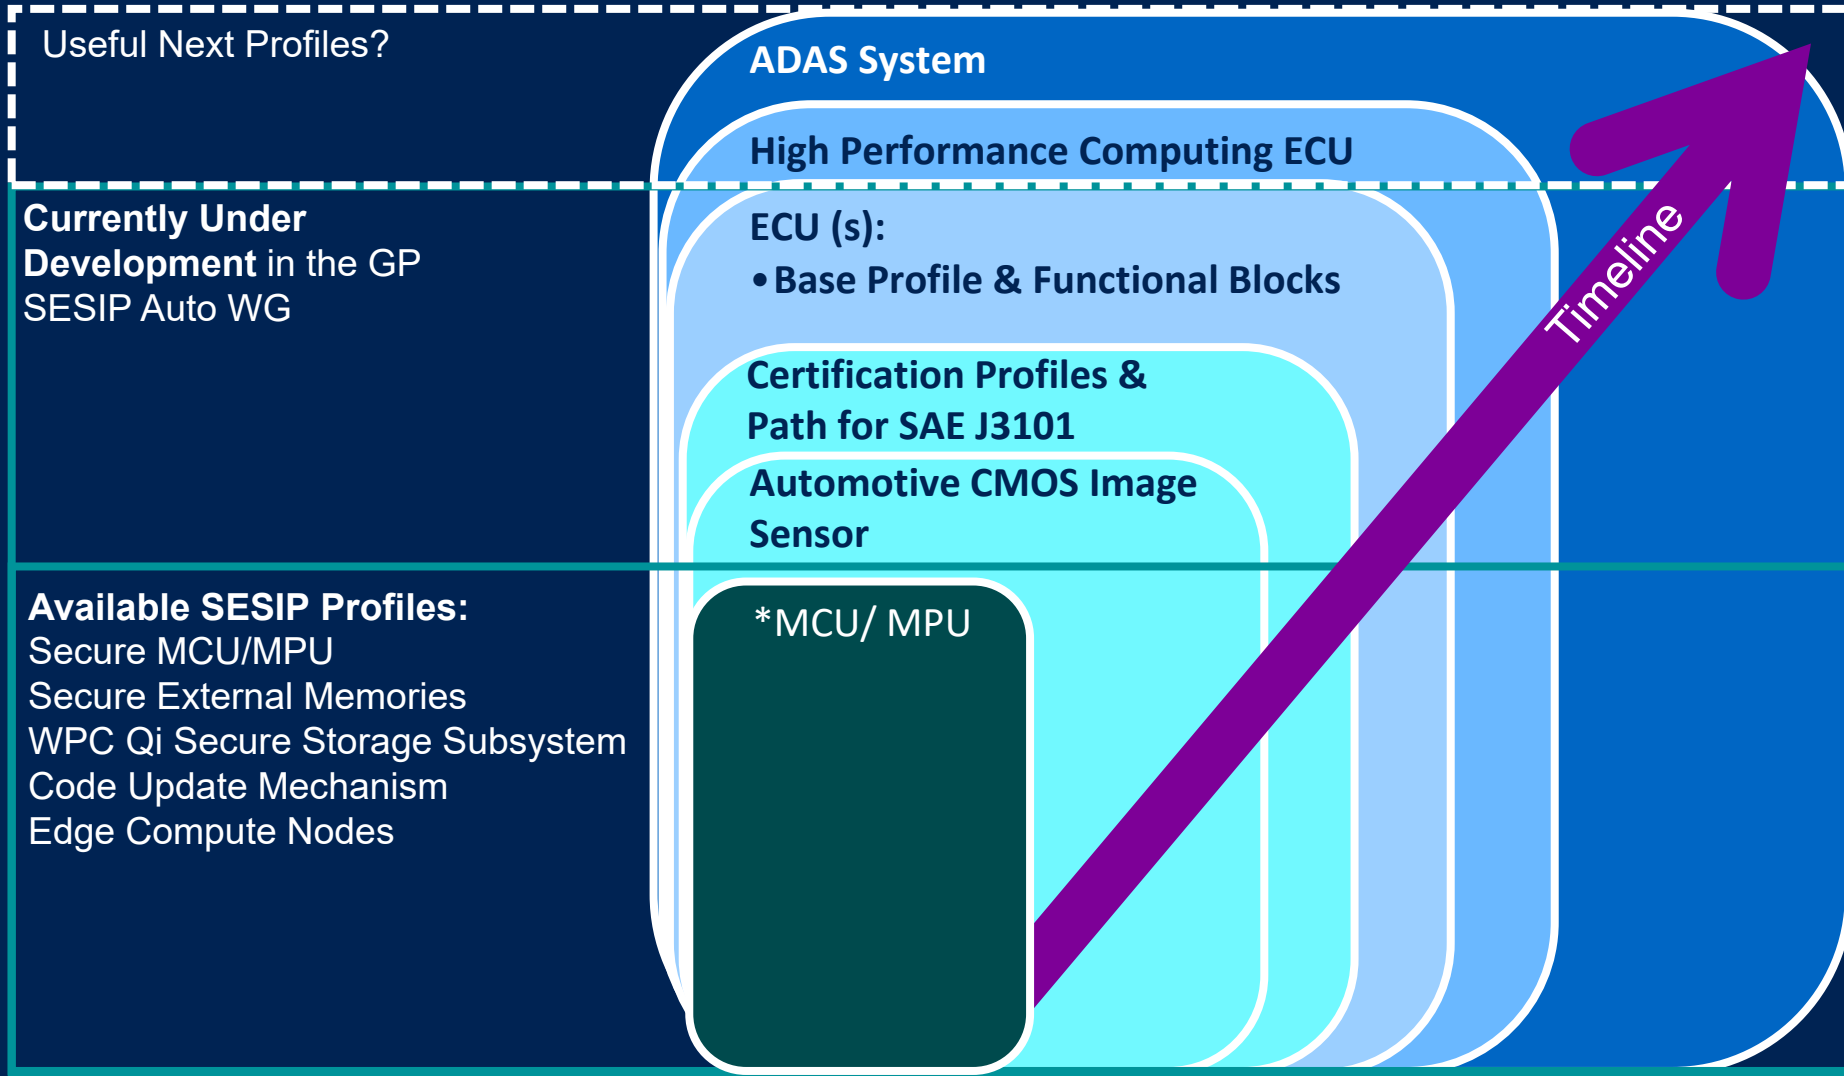 Useful Next Profiles?
ADAS System
High Performance Computing ECU
Currently Under
Development in the GP
SESIP Auto WG
ECU (s):
•Base Profile & Functional Blocks
Timeline
Certification Profiles &
Path for SAE J3101
Automotive CMOS Image
Sensor
Available SESIP Profiles:
Secure MCU/MPU
Secure External Memories
WPC Qi Secure Storage Subsystem
Code Update Mechanism
Edge Compute Nodes
*MCU/ MPU